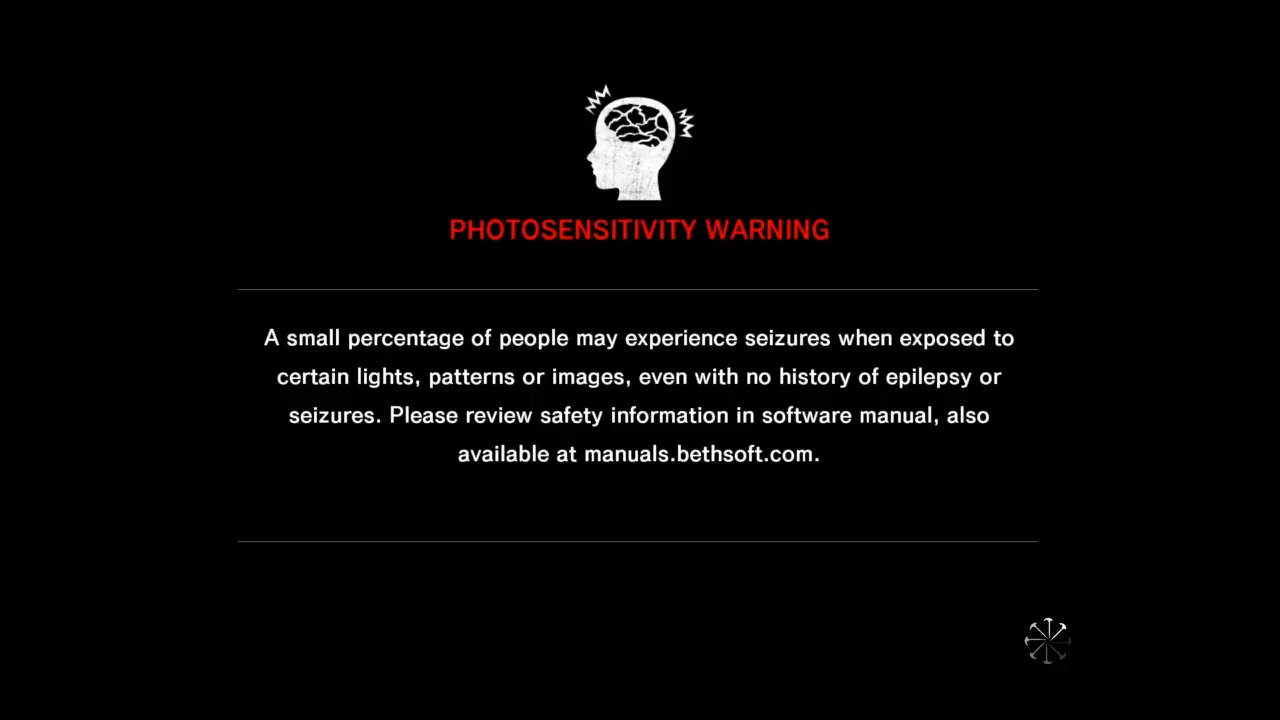 PHOTOSENSITIVITY WARNING
A small percentage of people may experience seizures when exposed to
certain lights, patterns or images, even with no history of epilepsy or
seizures. Please review safety information in software manual, also
available at manuals.bethsoft.com.